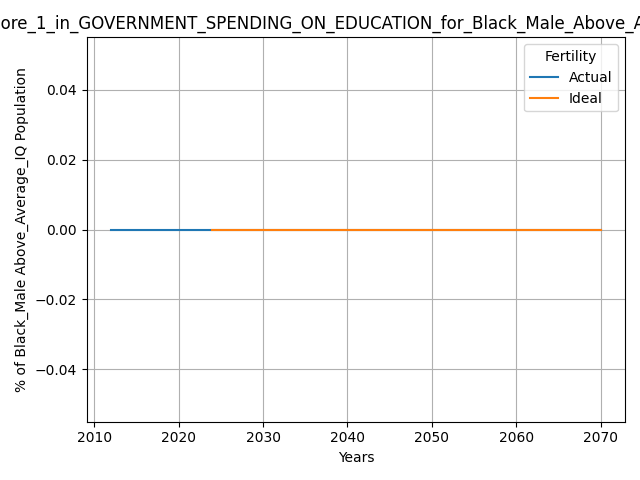 ore_1_in_GOVERNMENT_SPENDING_ON_EDUCATION_for_Black_Male_Above_A
Fertility
Actual
Ideal
% of Black_Male Above_Average_IQ Population
0.04
0.02
0.00
−0.02
−0.04
2010 2020 2030 2040 2050 2060 2070
Years